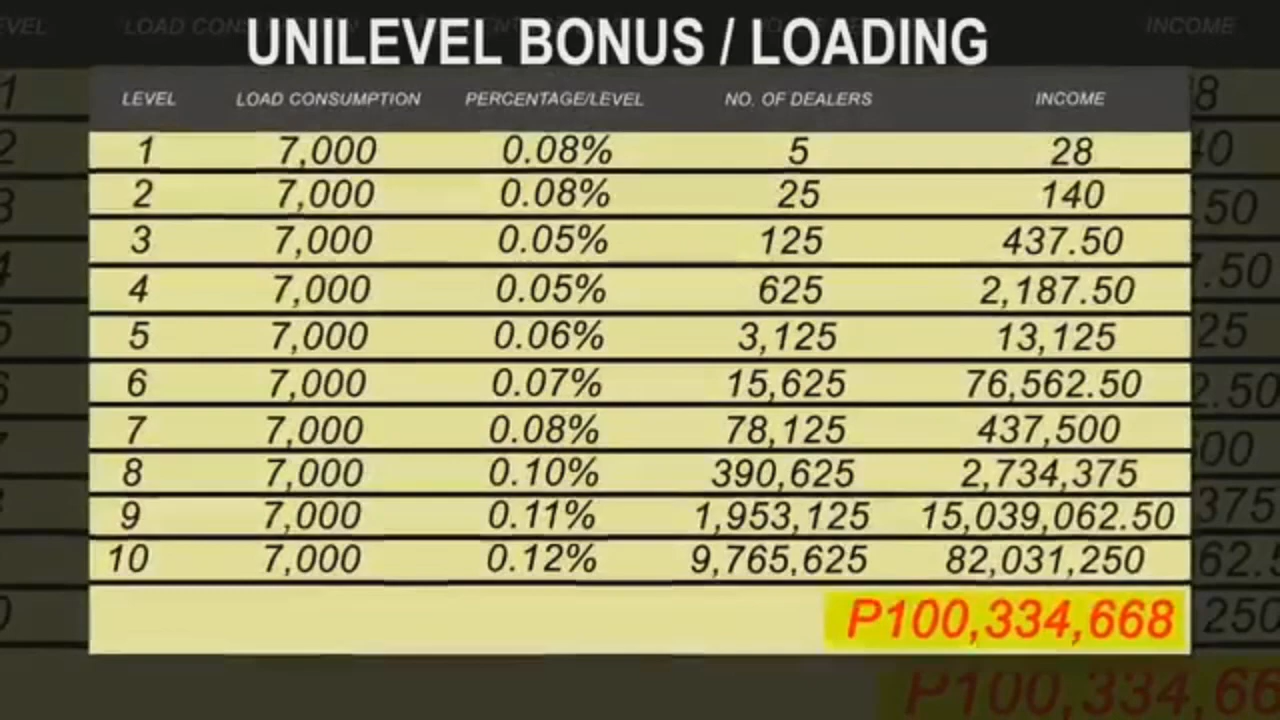 UNILEVEL BONUS / LOADING
LEVEL LOAD CONSUMPTION PERCENTAGE/LEVEL NO. OF DEALERS INCOME
1 7,000 0.08% 5 28
2 7,000 0.08% 25 140
3 7,000 0.05% 125 437.50
4 7,000 0.05% 625 2,187.50
5 7,000 0.06% 3,125 13,125
6 7,000 0.07% 15,625 76,562.50
7 7,000 0.08% 78,125 437,500
8 7,000 0.10% 390,625 2,734,375
9 7,000 0.11% 1,953,125 15,039,062.50
10 7,000 0.12% 9,765,625 82,031,250
P100,334,668